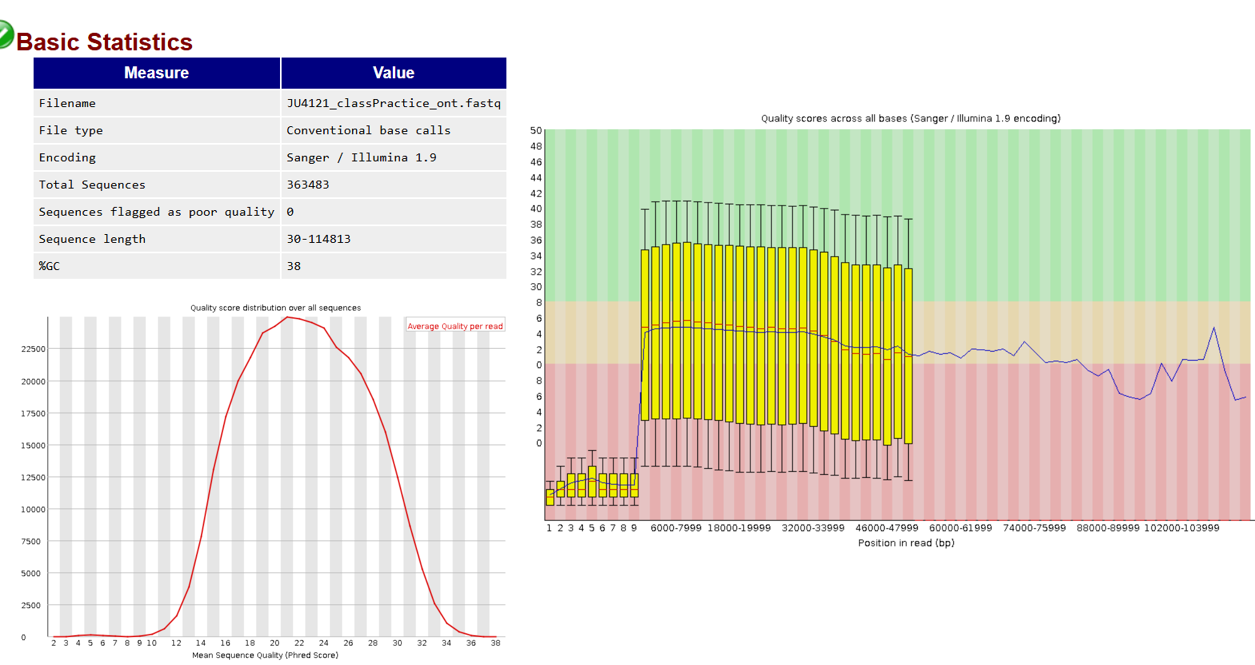 Basic Statistics
Measure Value
Filename JU4121_classPractice_ont.fastq
File type Conventional base calls
Encoding Sanger / Illumina 1.9
Total Sequences 363483
Sequences flagged as poor quality 0
Sequence length 30-114813
%GC 38
Quality score distribution over all sequences
Average Quality per read
22500
20000
17500
15000
12500
10000
7500
5000
2500
0
2 3 4 5 6 7 8 9 10 12 14 16 18 20 22 24 26 28 30 32 34 36 38
Mean Sequence Quality (Phred Score)
Quality scores across all bases (Sanger / Illumina 1.9 encoding)
50
48
46
44
42
40
38
36
34
32
30
8
6
4
2
0
8
6
4
2
0
1 2 3 4 5 6 7 8 9 6000-7999 18000-19999 32000-33999 46000-47999 60000-61999 74000-75999 88000-89999 102000-103999
Position in read (bp)